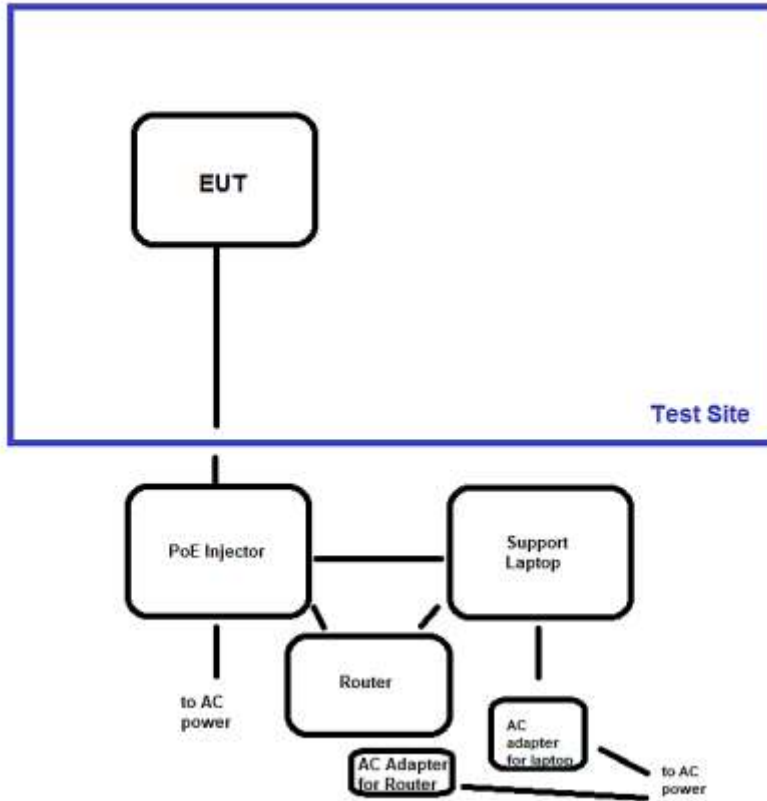 EUT
Test Site
PoE Injector
Support
Laptop
Router
to AC
power
AC
adapter
for laptop
AC Adapter
for Router
to AC
power